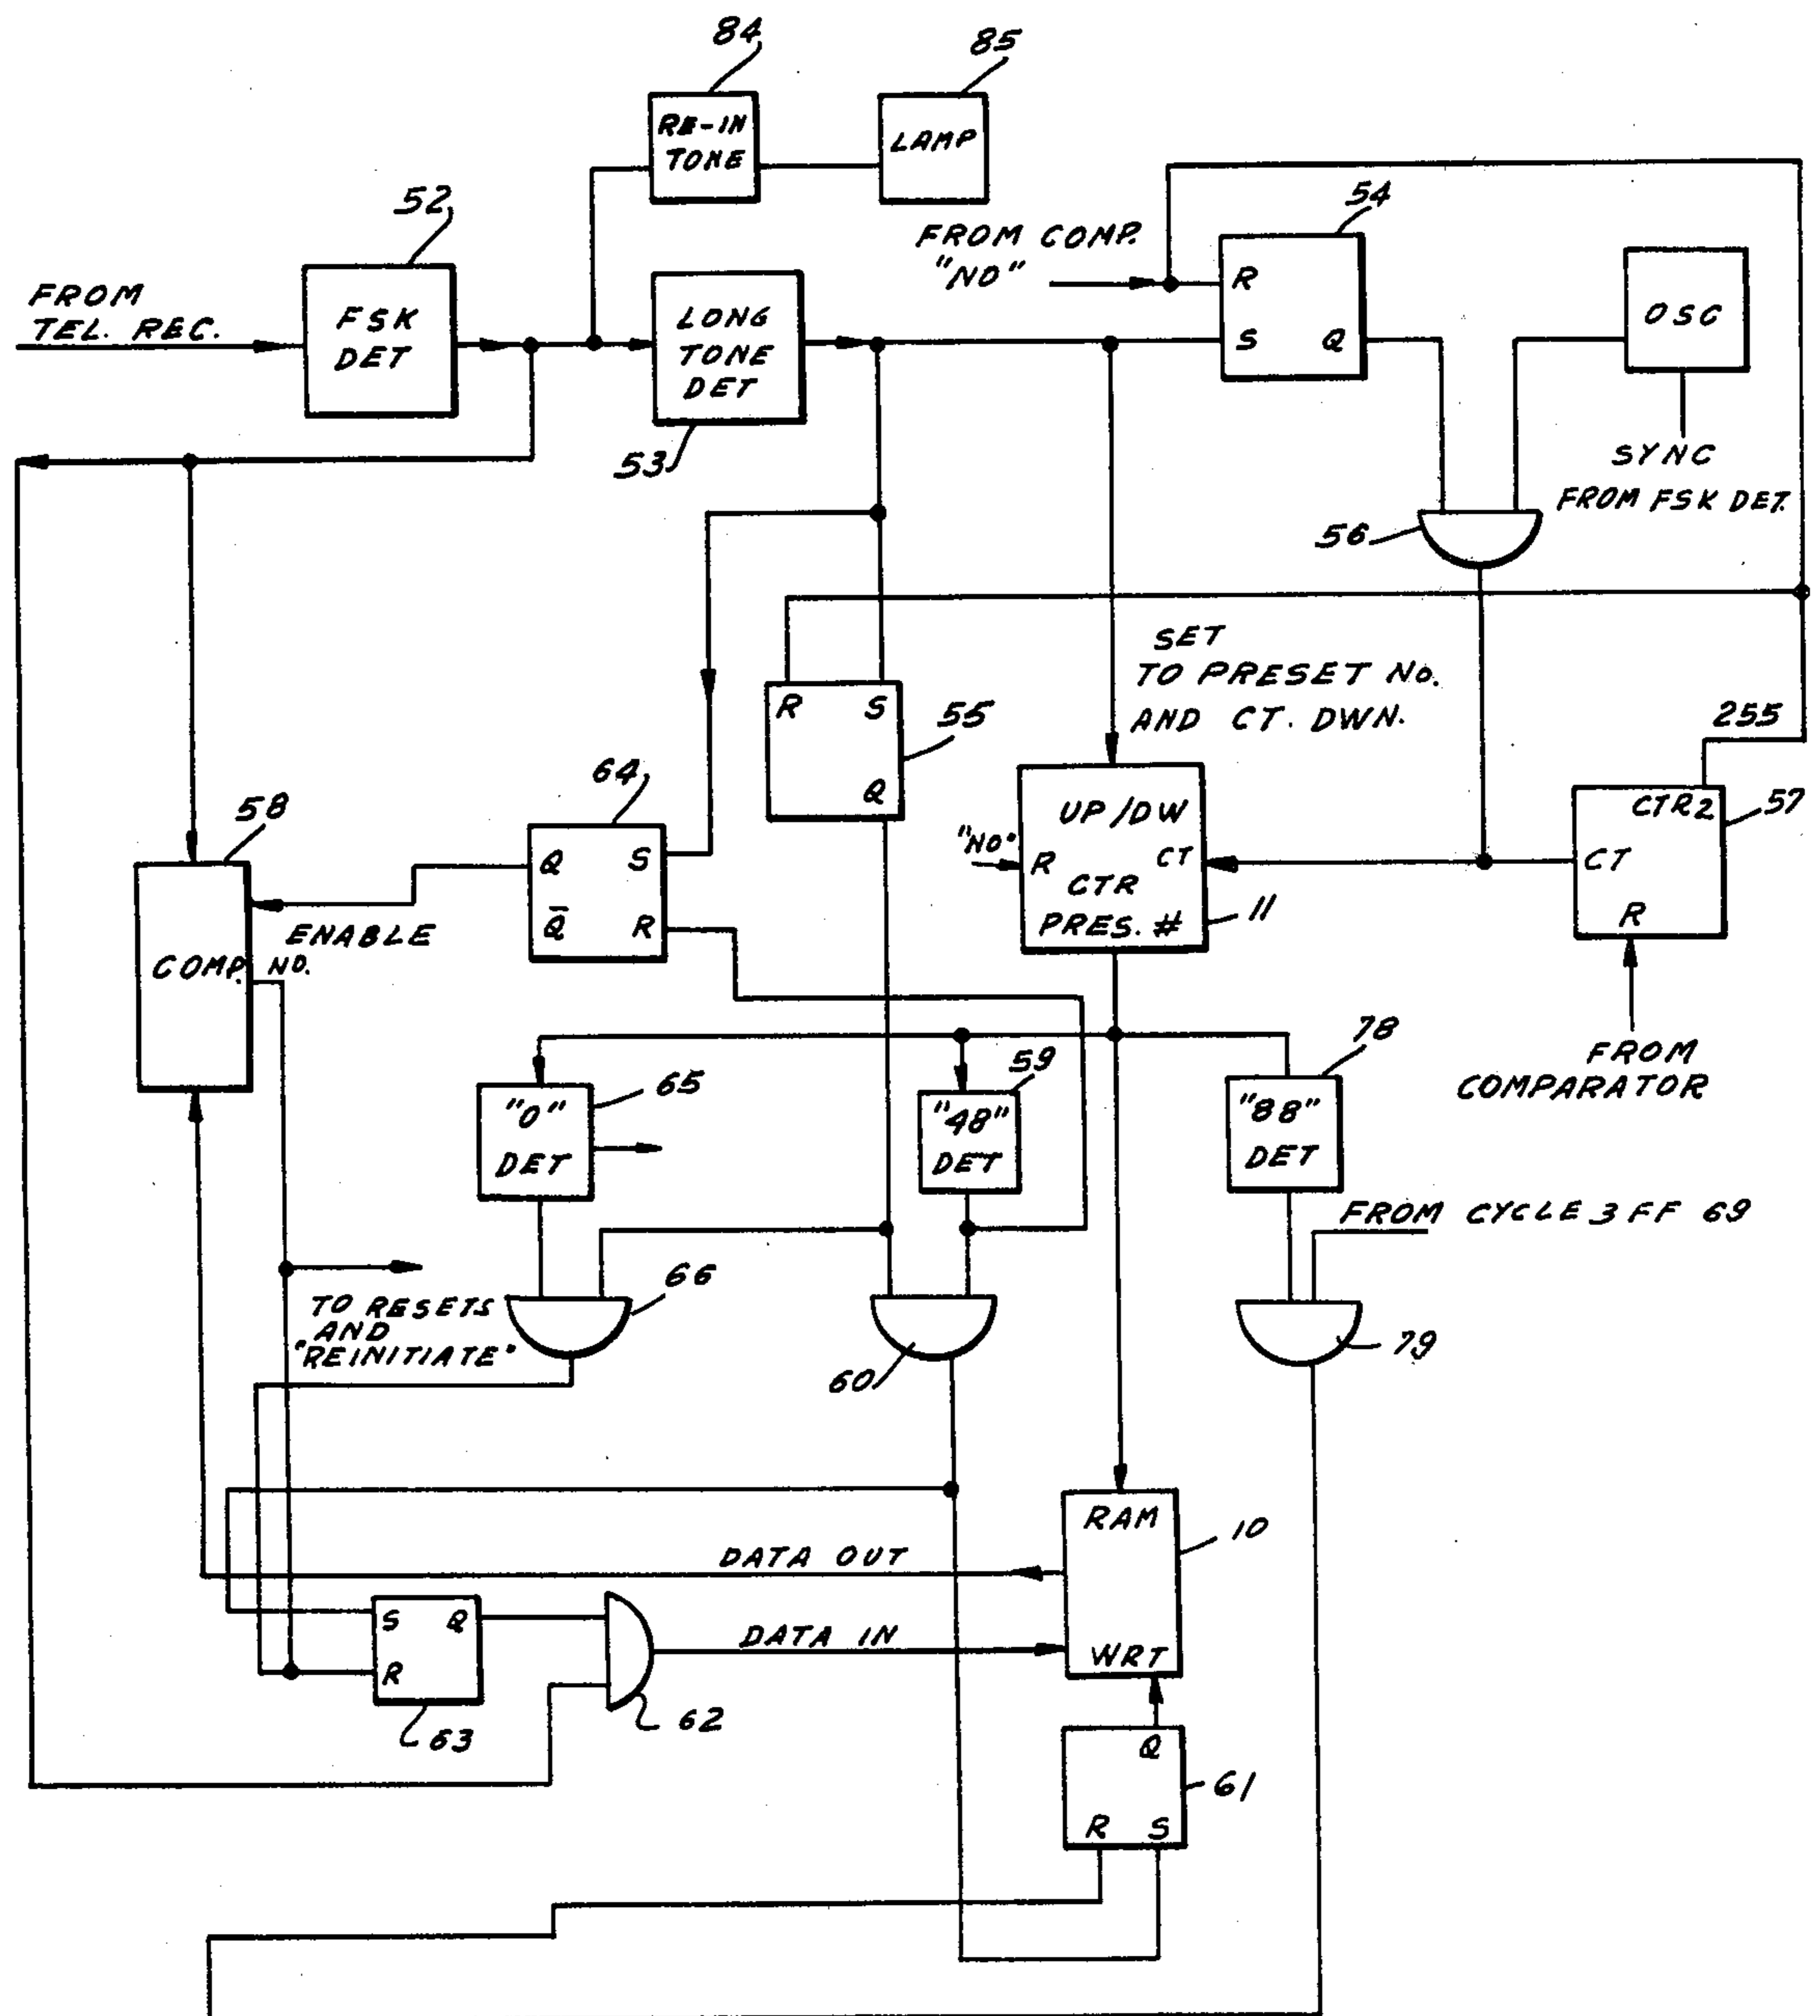 84
85
RE-IN
TONE
LAMP
52
54
FROM COMP.
"NO"
FROM
TEL. REC.
FSK
DET
LONG
TONE
DET
R
S Q
OSC
53
SYNC
FROM FSK DET.
56
SET
TO PRESET NO.
AND CT. DWN.
R S
Q
55
255
64
58
UP/DW
CTR
PRES. #
"NO"
R
CT
11
CTR2
CT
R
57
Q S
Q̄ R
ENABLE
COMP. NO.
78
FROM
COMPARATOR
65
59
"0"
DET
"48"
DET
"88"
DET
FROM CYCLE 3 FF 69
66
TO RESETS
AND
"REINITIATE"
60
79
RAM
10
DATA OUT
S Q
R
DATA IN
WRT
63
62
Q
61
R S